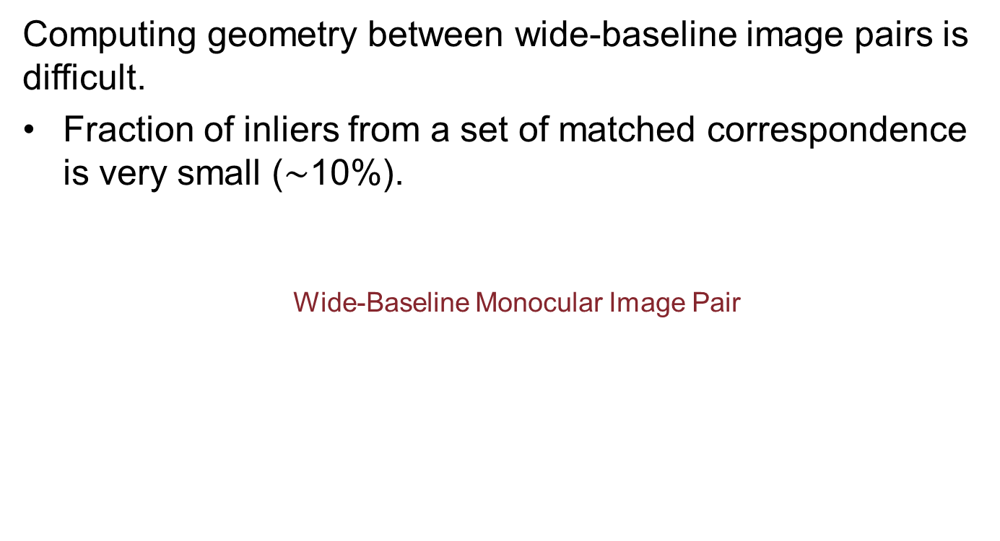 Computing geometry between wide-baseline image pairs is
difficult.
• Fraction of inliers from a set of matched correspondence
is very small (~10%).
Wide-Baseline Monocular Image Pair